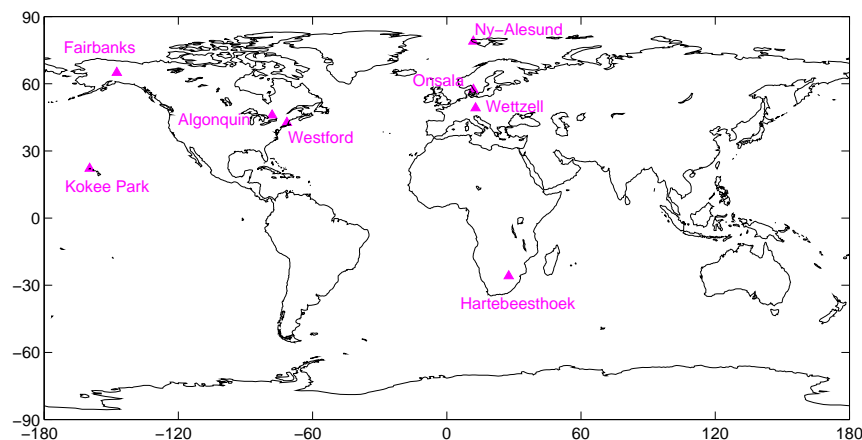 90
Ny−Alesund
Fairbanks
60
Onsala
Wettzell
Algonquin
Westford
30
Kokee Park
0
−30
Hartebeesthoek
−60
−90
−180
−120
−60
0
60
120
180